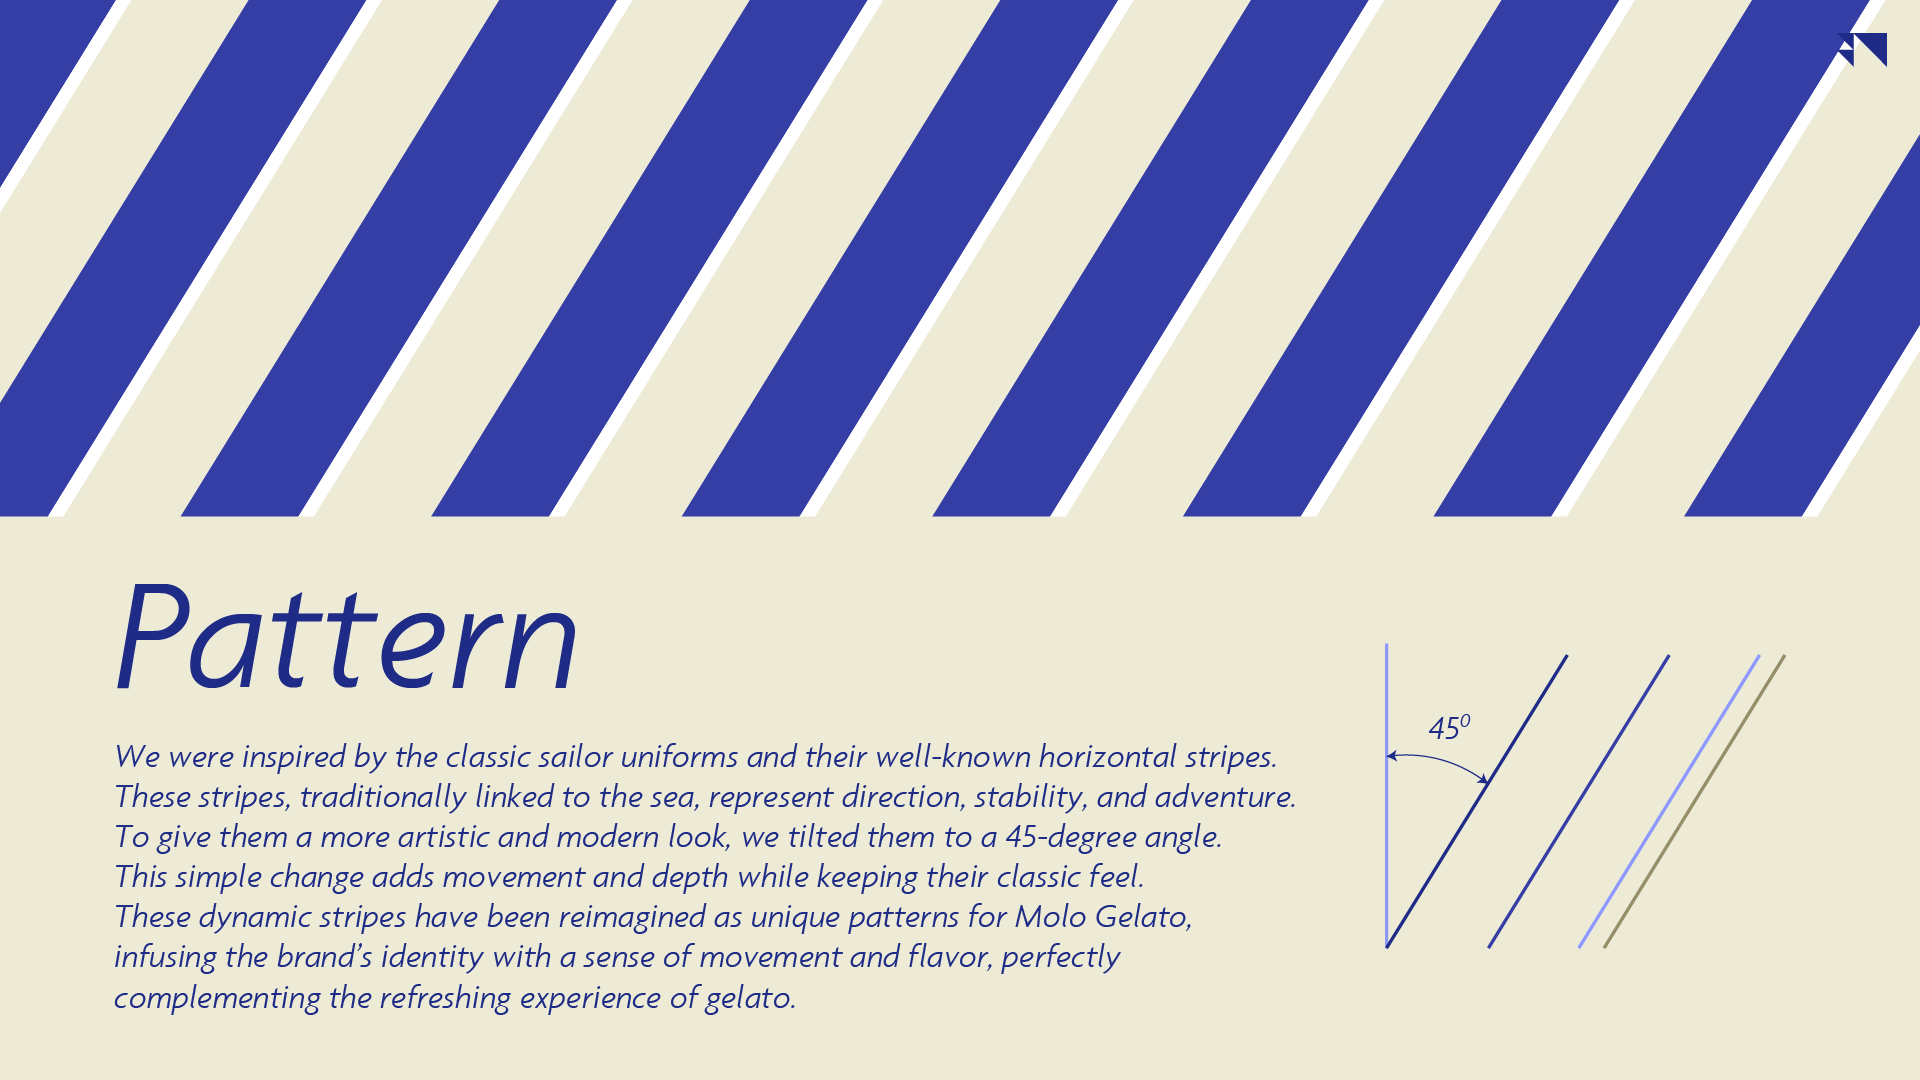 Pattern
We were inspired by the classic sailor uniforms and their well-known horizontal stripes.
These stripes, traditionally linked to the sea, represent direction, stability, and adventure.
To give them a more artistic and modern look, we tilted them to a 45-degree angle.
This simple change adds movement and depth while keeping their classic feel.
These dynamic stripes have been reimagined as unique patterns for Molo Gelato,
infusing the brand’s identity with a sense of movement and flavor, perfectly
complementing the refreshing experience of gelato.
45⁰